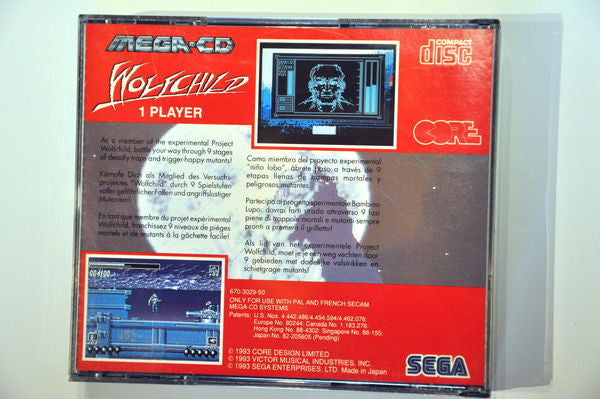 MEGA-CD
WOLFCHILD
1 PLAYER
COMPACT
disc
CORE
As a member of the experimental Project
Wolfchild, battle your way through 9 stages
of deadly traps and trigger-happy mutants!
Kämpfe Dich als Mitglied des Versuchs-
projektes "Wolfchild" durch 9 Spielstufen
voller gefährlicher Fallen und angriffslustiger
Mutanten!
En tant que membre du projet expérimental
Wolfchild, franchissez 9 niveaux de pièges
mortels et de mutants à la gâchette facile!
Como miembro del proyecto experimental
"niño lobo", ábrete paso a través de 9
etapas llenas de trampas mortales y
peligrosos mutantes.
Partecipa al progetto sperimentale Bambino
Lupo: dovrai farti strada attraverso 9 fasi
piene di trappole mortali e mutanti sempre
pronti a premere il grilletto!
Als lid van het experimentele Project
Wolfchild, moet je je een weg vechten door
9 gebieden met dodelijke valstrikken en
schietgrage mutanten!
004100
670-3029-50
ONLY FOR USE WITH PAL AND FRENCH SECAM
MEGA-CD SYSTEMS
Patents: U.S. Nos. 4,442,486/4,454,594/4,462,076;
Europe No. 80244; Canada No. 1,183,276;
Hong Kong No. 88-4302; Singapore No. 88-155;
Japan No. 82-205605 (Pending)
© 1993 CORE DESIGN LIMITED
© 1993 VICTOR MUSICAL INDUSTRIES, INC.
© 1993 SEGA ENTERPRISES, LTD. Made in Japan
SEGA